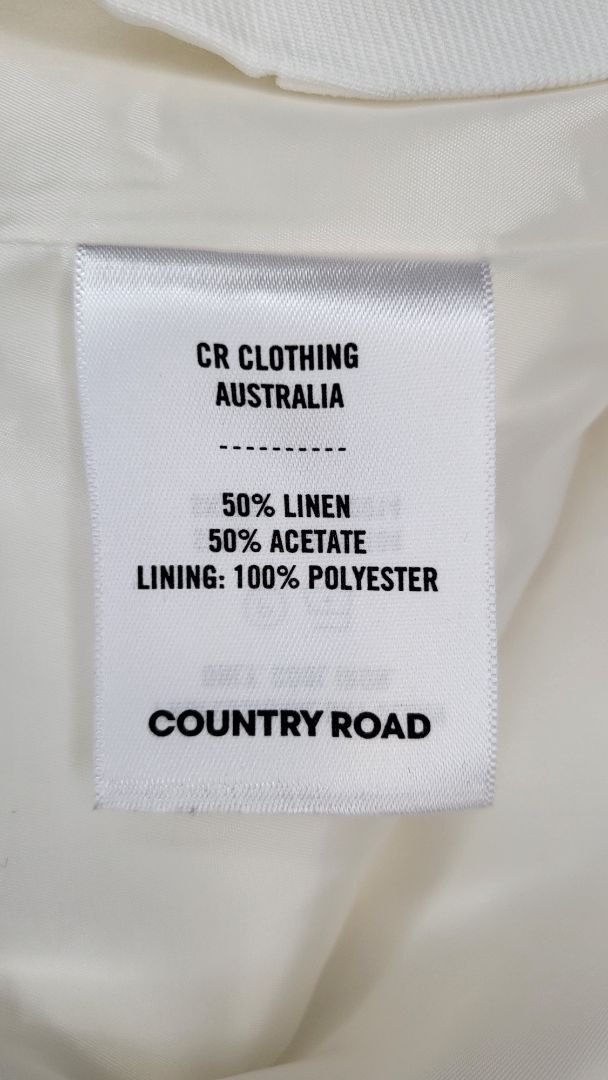 CR CLOTHING
AUSTRALIA
----------
50% LINEN
50% ACETATE
LINING: 100% POLYESTER
COUNTRY ROAD